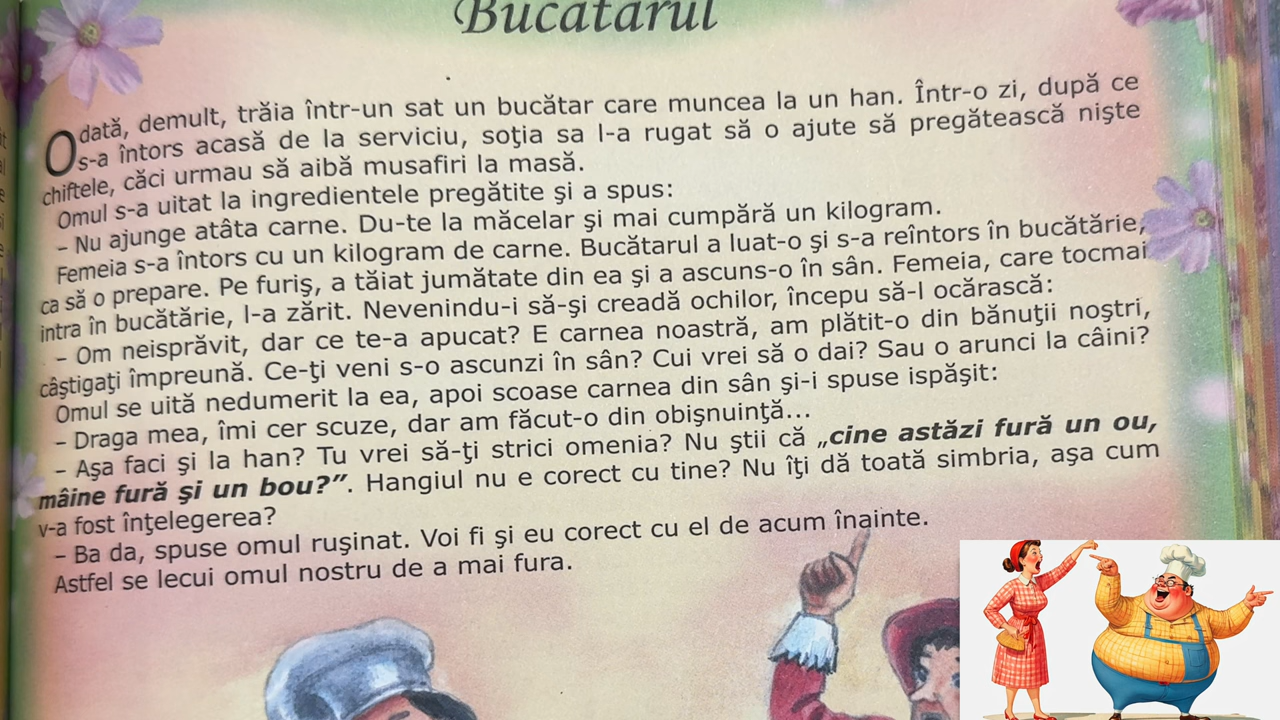 Bucătarul
Odată, demult, trăia într-un sat un bucătar care muncea la un han. Într-o zi, după ce
s-a întors acasă de la serviciu, soţia sa l-a rugat să o ajute să pregătească nişte
chiftele, căci urmau să aibă musafiri la masă.
Omul s-a uitat la ingredientele pregătite şi a spus:
– Nu ajunge atâta carne. Du-te la măcelar şi mai cumpără un kilogram.
Femeia s-a întors cu un kilogram de carne. Bucătarul a luat-o şi s-a reîntors în bucătărie,
ca să o prepare. Pe furiş, a tăiat jumătate din ea şi a ascuns-o în sân. Femeia, care tocmai
intra în bucătărie, l-a zărit. Nevenindu-i să-şi creadă ochilor, începu să-l ocărască:
– Om neisprăvit, dar ce te-a apucat? E carnea noastră, am plătit-o din bănuţii noştri,
câştigaţi împreună. Ce-ţi veni s-o ascunzi în sân? Cui vrei să o dai? Sau o arunci la câini?
Omul se uită nedumerit la ea, apoi scoase carnea din sân şi-i spuse ispăşit:
– Draga mea, îmi cer scuze, dar am făcut-o din obişnuinţă...
– Aşa faci şi la han? Tu vrei să-ţi strici omenia? Nu ştii că „cine astăzi fură un ou,
mâine fură şi un bou?”. Hangiul nu e corect cu tine? Nu îţi dă toată simbria, aşa cum
v-a fost înţelegerea?
– Ba da, spuse omul ruşinat. Voi fi şi eu corect cu el de acum înainte.
Astfel se lecui omul nostru de a mai fura.